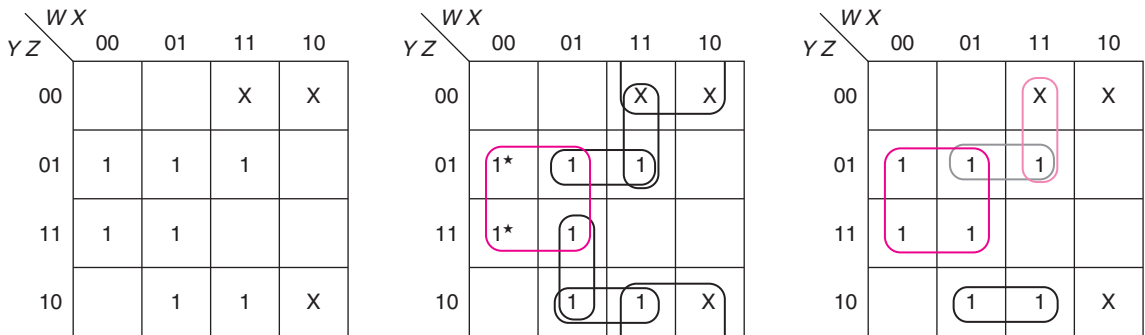 W X W X W X
Y Z 00 01 11 10 Y Z 00 01 11 10 Y Z 00 01 11 10
00 X X 00 X X 00 X X
01 1 1 1 01 1★ 1 1 01 1 1 1
11 1 1 11 1★ 1 11 1 1
10 1 1 X 10 1 1 X 10 1 1 X